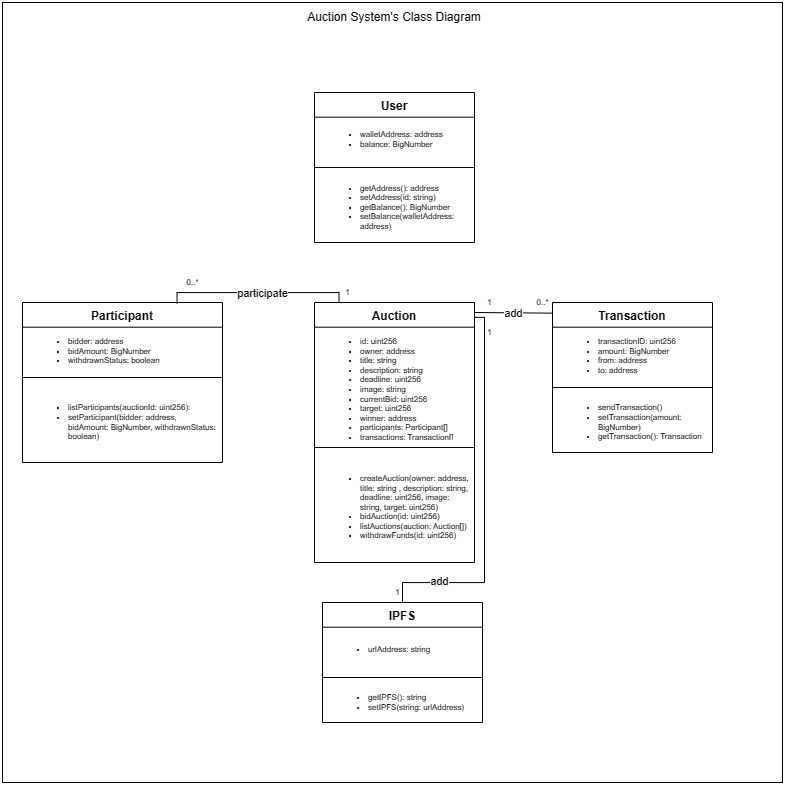 Auction System's Class Diagram
User
walletAddress: address
balance: BigNumber
getAddress(): address
setAddress(id: string)
getBalance(): BigNumber
setBalance(walletAddress:
address)
0..*
participate
1
1
add
0..*
Participant
bidder: address
bidAmount: BigNumber
withdrawnStatus: boolean
listParticipants(auctionId: uint256):
setParticipant(bidder: address,
bidAmount: BigNumber, withdrawnStatus:
boolean)
Auction
id: uint256
owner: address
title: string
description: string
deadline: uint256
image: string
currentBid: uint256
target: uint256
winner: address
participants: Participant[]
transactions: Transaction[]
createAuction(owner: address,
title: string , description: string,
deadline: uint256, image:
string, target: uint256)
bidAuction(id: uint256)
listAuctions(auction: Auction[])
withdrawFunds(id: uint256)
1
Transaction
transactionID: uint256
amount: BigNumber
from: address
to: address
sendTransaction()
setTransaction(amount:
BigNumber)
getTransaction(): Transaction
add
1
IPFS
urlAddress: string
getIPFS(): string
setIPFS(string: urlAddress)